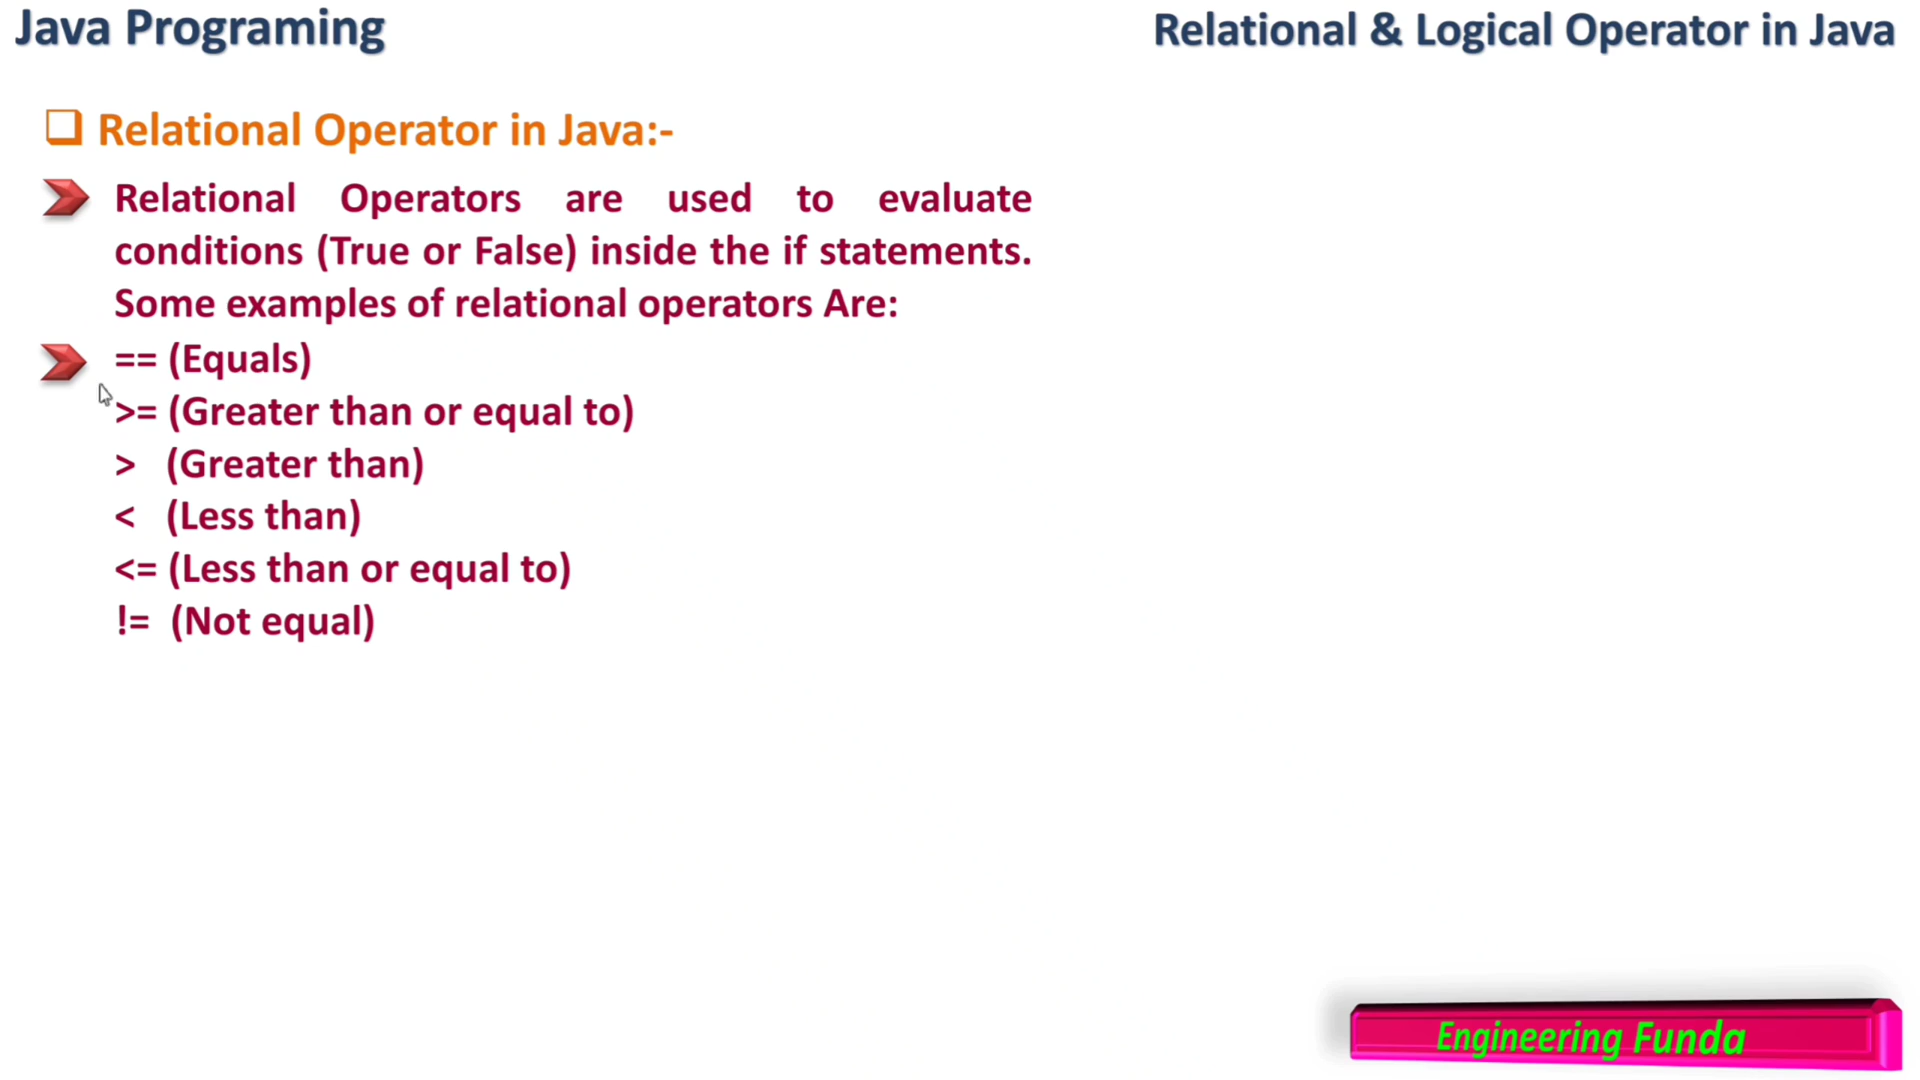 Java Programing
Relational & Logical Operator in Java
Relational Operator in Java:-
Relational Operators are used to evaluate
conditions (True or False) inside the if statements.
Some examples of relational operators Are:
== (Equals)
>= (Greater than or equal to)
> (Greater than)
< (Less than)
<= (Less than or equal to)
!= (Not equal)
Engineering Funda